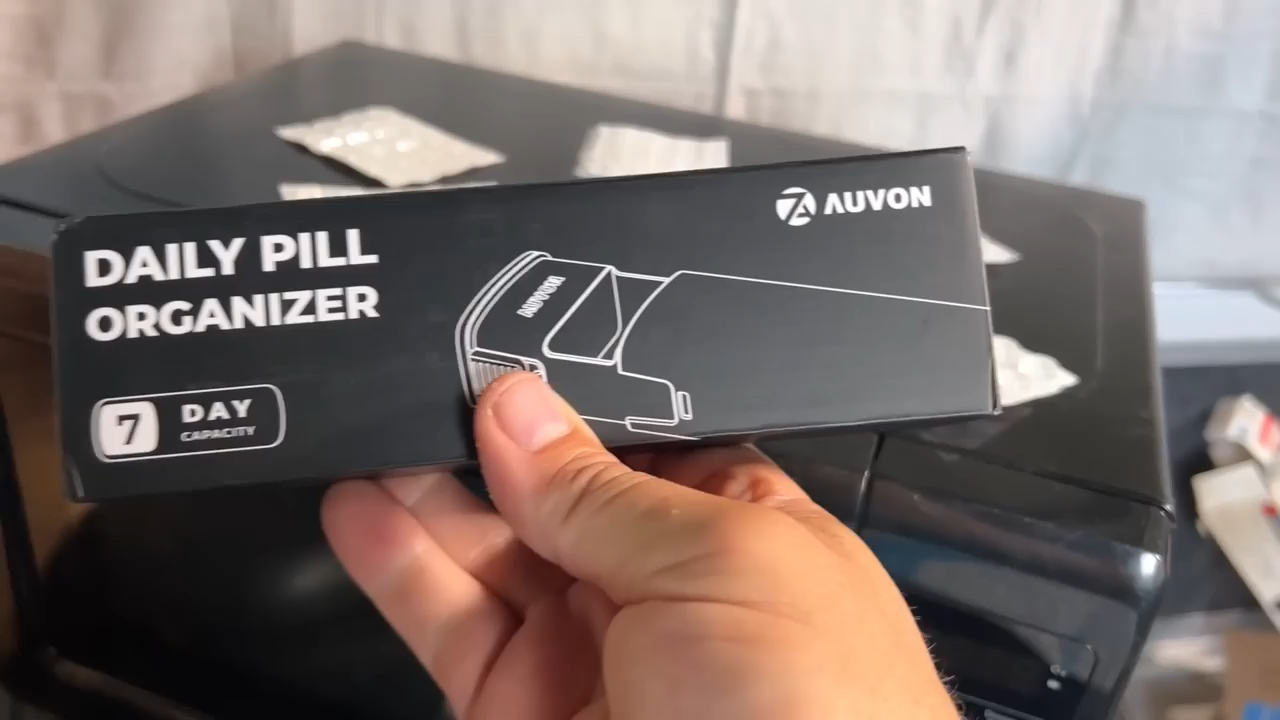 AUVON
DAILY PILL
ORGANIZER
AUVON
7 DAY
CAPACITY